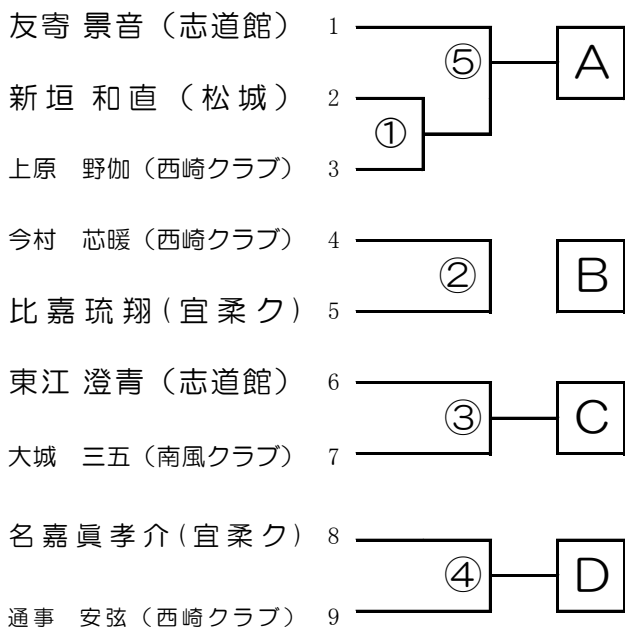 友寄 景音（志道館） 1
⑤ A
新垣 和直（松城） 2
①
上原　野伽（西崎クラブ） 3
今村　芯暖（西崎クラブ） 4
② B
比嘉琉翔(宜柔ク) 5
東江 澄青（志道館） 6
③ C
大城　三五（南風クラブ） 7
名嘉眞孝介(宜柔ク) 8
④ D
通事　安弦（西崎クラブ） 9